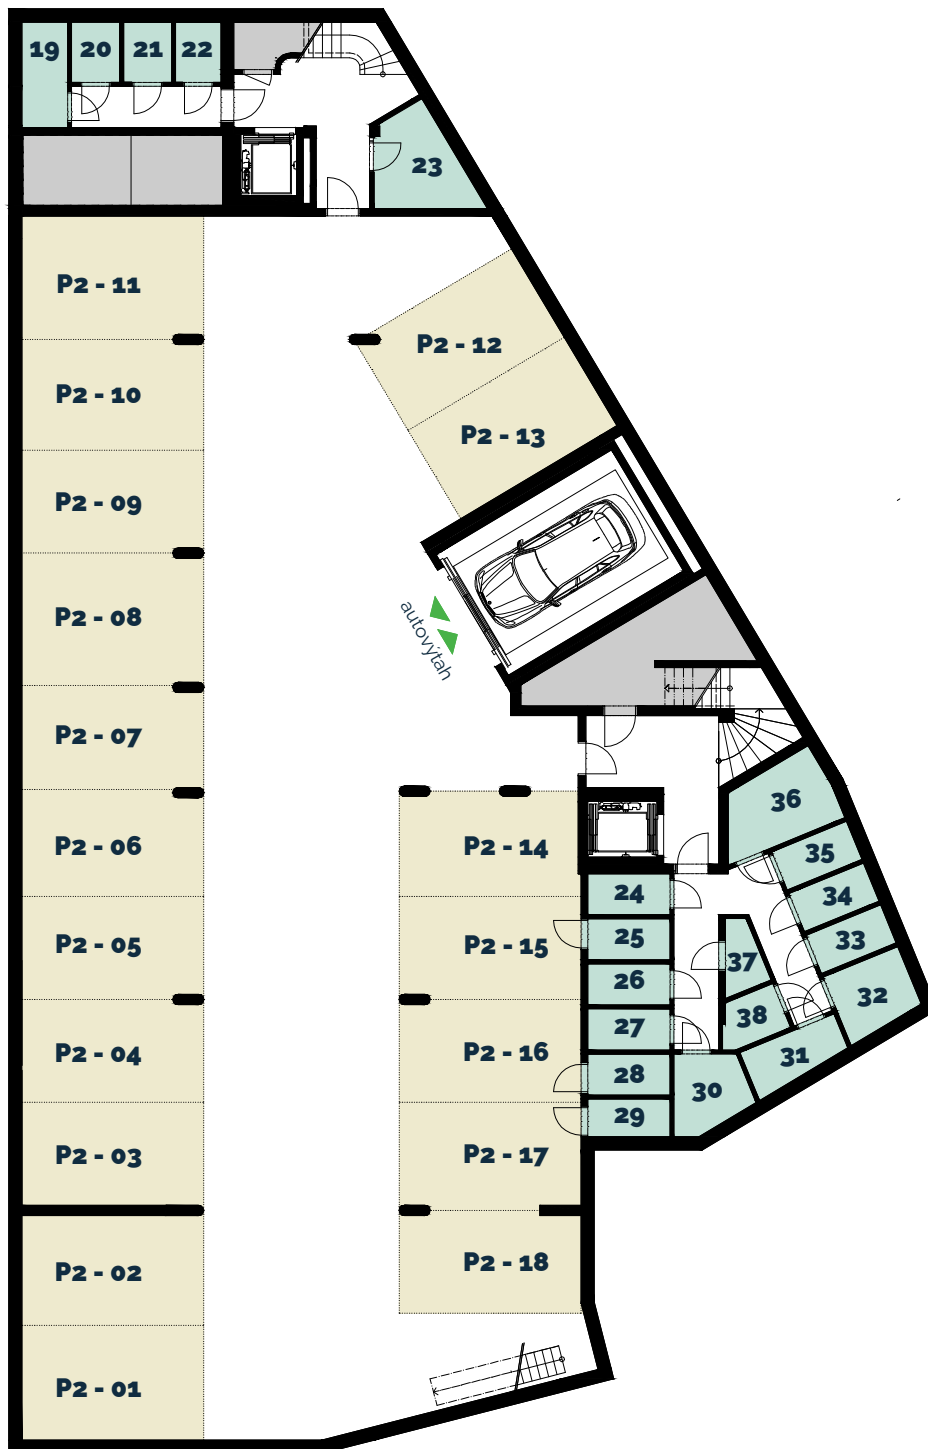 19 20 21 22
23
P2 - 11
P2 - 12
P2 - 10
P2 - 13
P2 - 09
autovýtah
P2 - 08
P2 - 07
36
P2 - 06
P2 - 14
35
24
34
P2 - 05
P2 - 15
25
33
37
26
32
38
27
P2 - 04
P2 - 16
31
28
30
29
P2 - 03
P2 - 17
P2 - 02
P2 - 18
P2 - 01